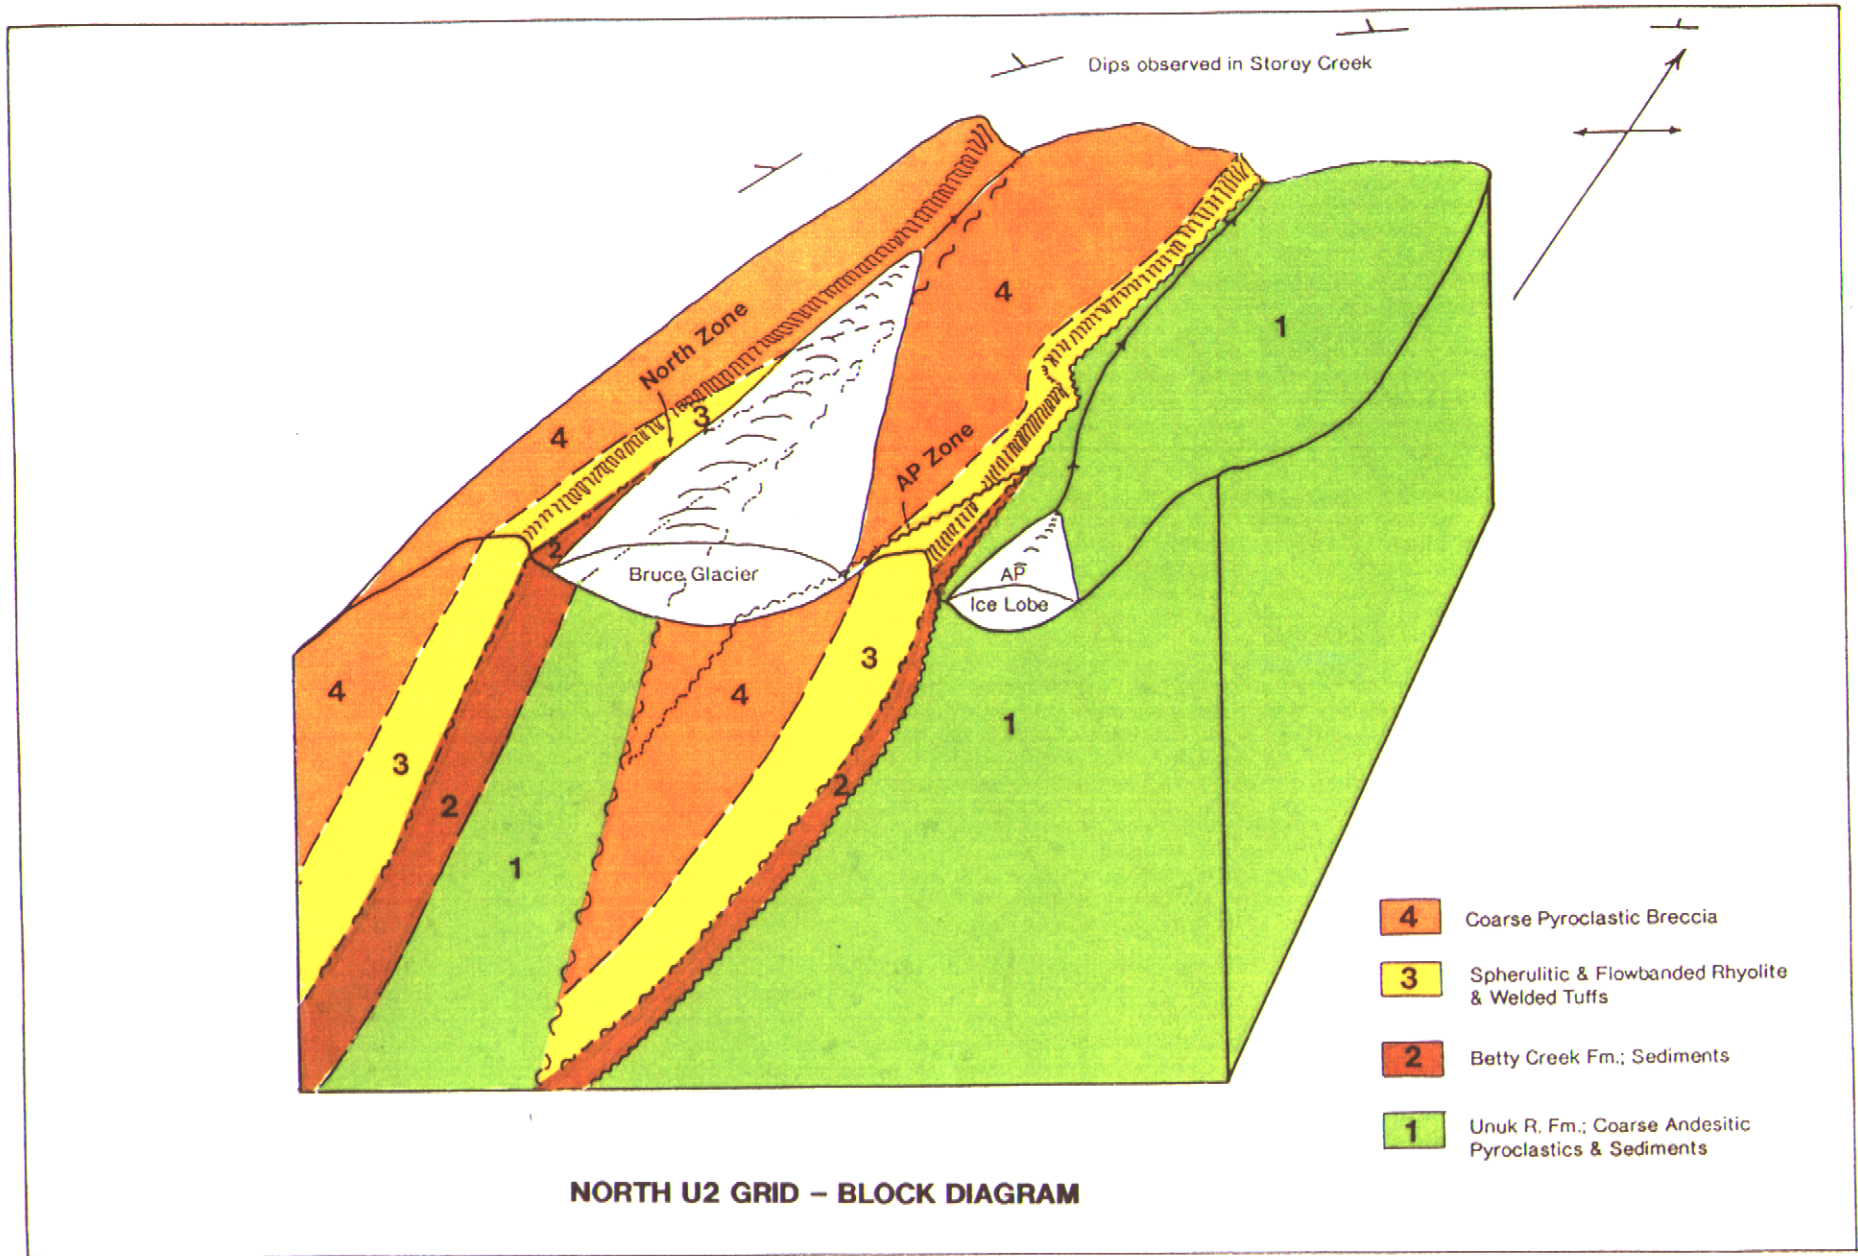 Dips observed in Storey Creek
4
1
North Zone
3
4
AP Zone
2
Bruce Glacier
AP
Ice Lobe
4
3
2
1
4
3
2
1
4 Coarse Pyroclastic Breccia
3 Spherulitic & Flowbanded Rhyolite
& Welded Tuffs
2 Betty Creek Fm.; Sediments
1 Unuk R. Fm.; Coarse Andesitic
Pyroclastics & Sediments
NORTH U2 GRID – BLOCK DIAGRAM